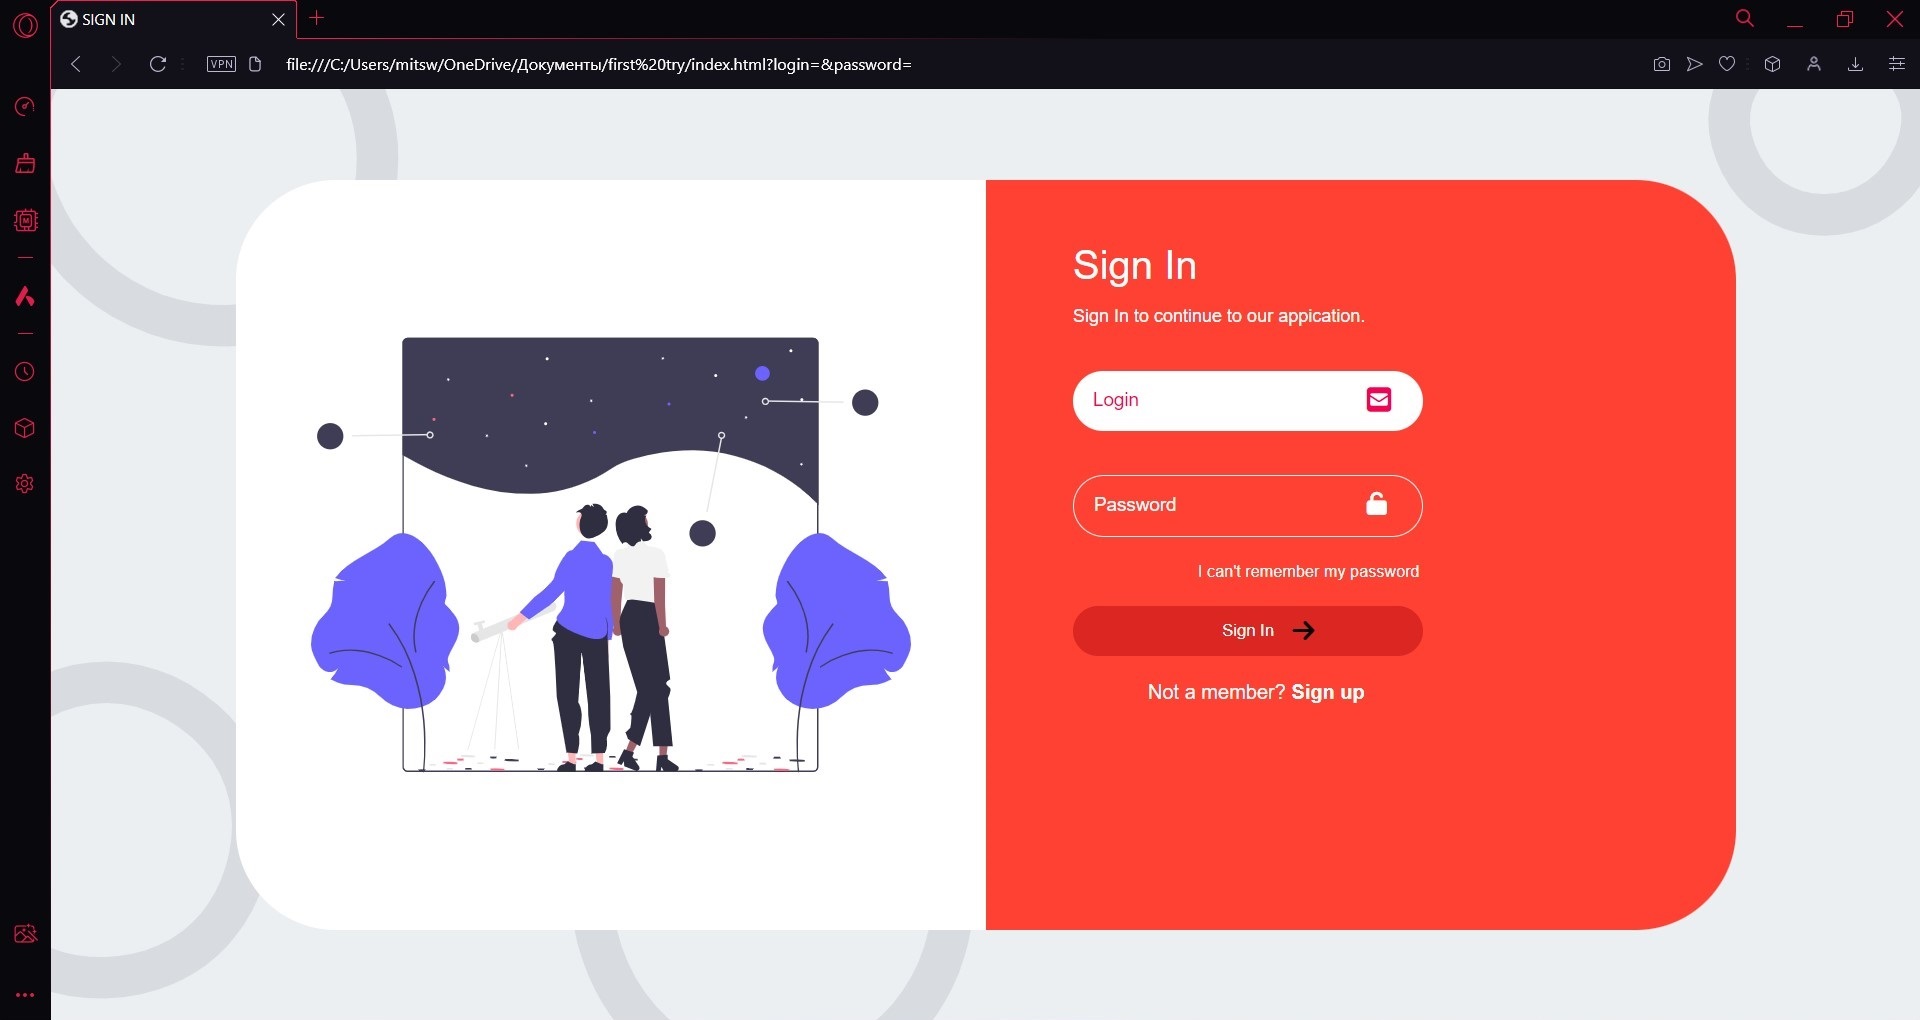 SIGN IN
VPN
file:///C:/Users/mitsw/OneDrive/Документы/first%20try/index.html?login=&password=
Sign In
Sign In to continue to our appication.
Login
Password
I can't remember my password
Sign In
Not a member? Sign up